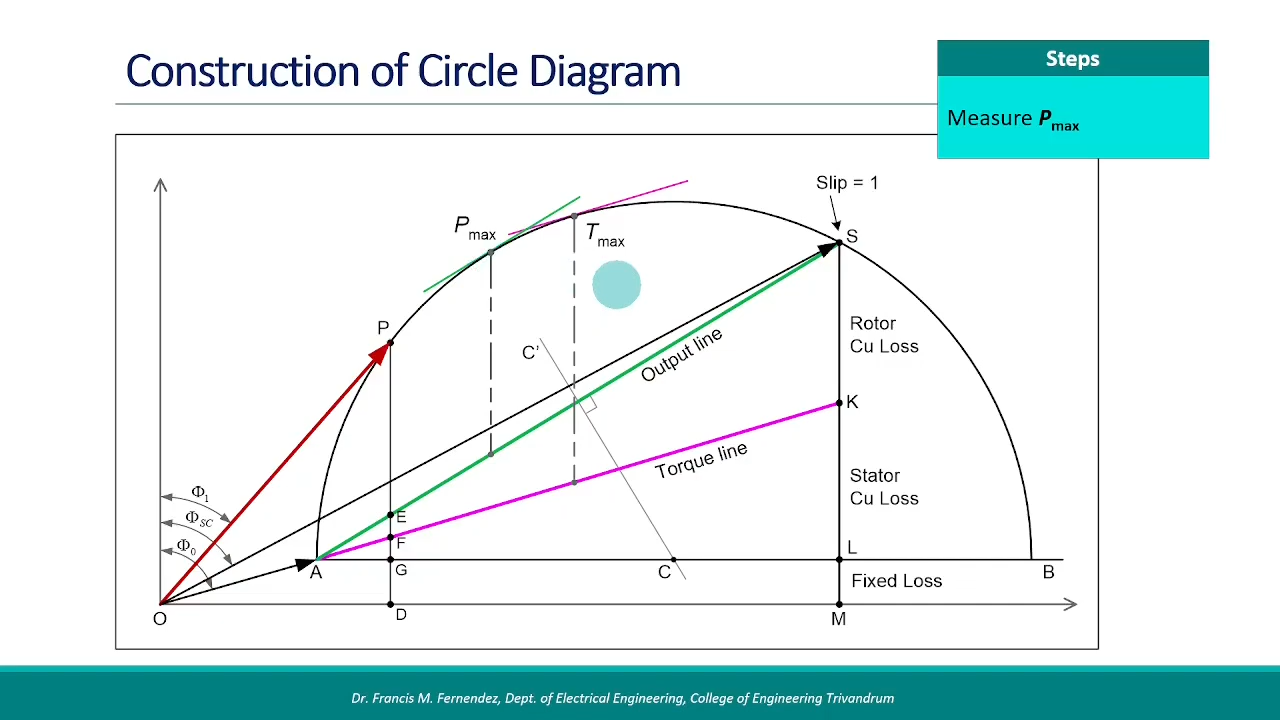 Construction of Circle Diagram
Steps
Measure Pmax
Slip = 1
S
Pmax
Tmax
P
Rotor
Cu Loss
C'
Output line
K
Torque line
Stator
Cu Loss
Φ1
ΦSC
Φ0
E
F
A
G
C
L
B
Fixed Loss
O
D
M
Dr. Francis M. Fernendez, Dept. of Electrical Engineering, College of Engineering Trivandrum